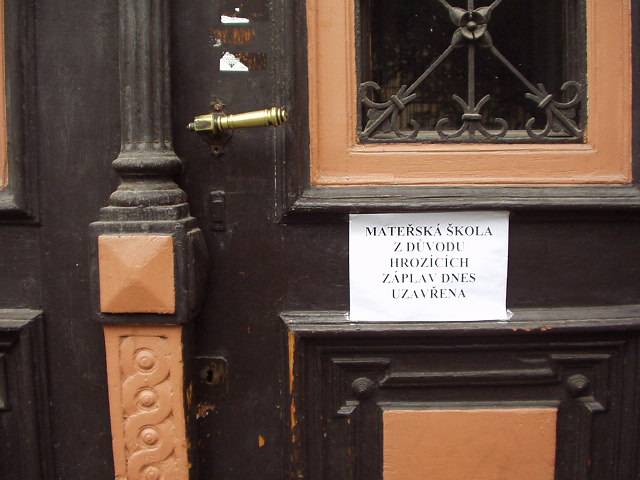 MATEŘSKÁ ŠKOLA
Z DŮVODU
HROZÍCÍCH
ZÁPLAV DNES
UZAVŘENA